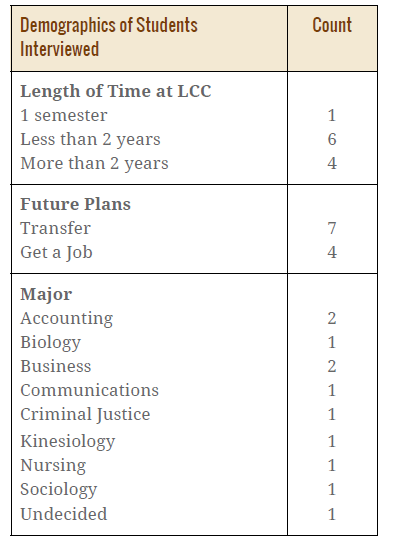 Demographics of Students Count
Interviewed
Length of Time at LCC
1 semester 1
Less than 2 years 6
More than 2 years 4
Future Plans
Transfer 7
Get a Job 4
Major
Accounting 2
Biology 1
Business 2
Communications 1
Criminal Justice 1
Kinesiology 1
Nursing 1
Sociology 1
Undecided 1